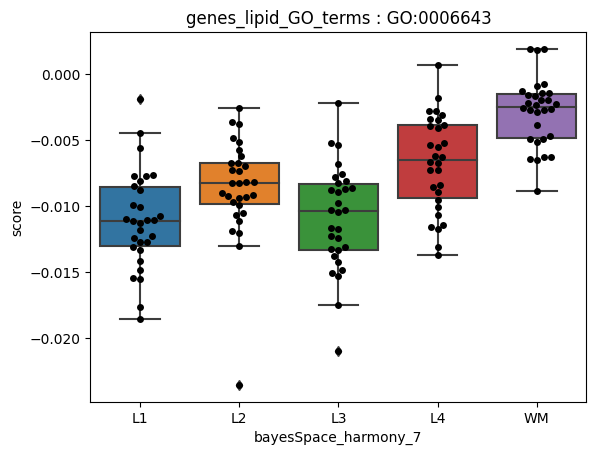 genes_lipid_GO_terms : GO:0006643
0.000
−0.005
−0.010
−0.015
−0.020
score
L1 L2 L3 L4 WM
bayesSpace_harmony_7